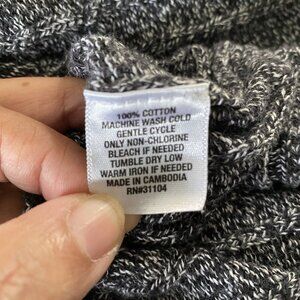 100% COTTON
MACHINE WASH COLD
GENTLE CYCLE
ONLY NON-CHLORINE
BLEACH IF NEEDED
TUMBLE DRY LOW
WARM IRON IF NEEDED
MADE IN CAMBODIA
RN#31104